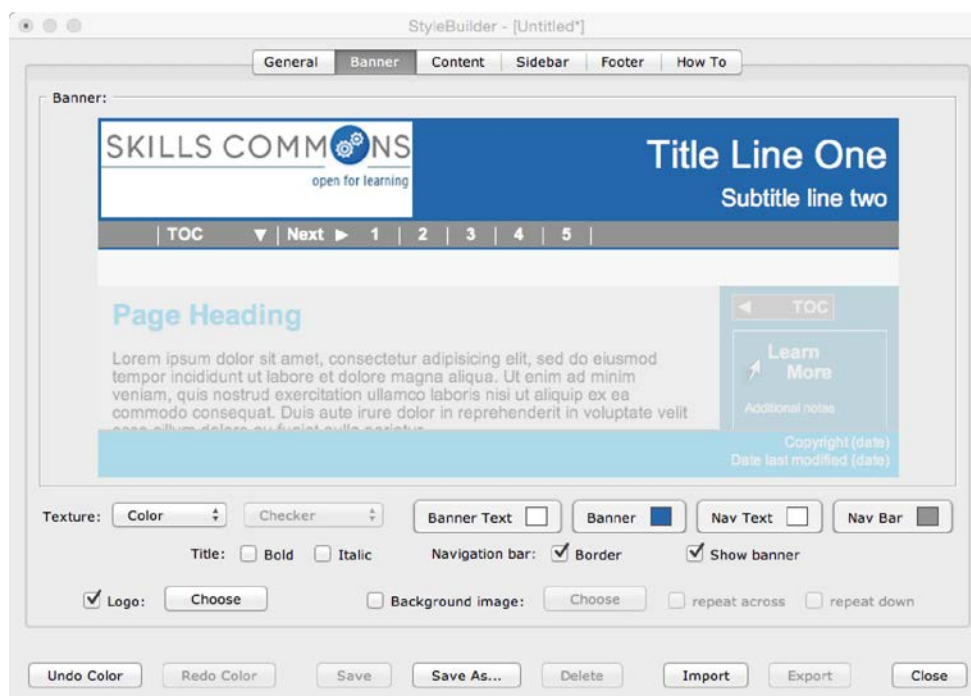 StyleBuilder - [Untitled*]
General Banner Content Sidebar Footer How To
Banner:
SKILLS COMMONS
open for learning
Title Line One
Subtitle line two
| TOC ▼ | Next ► 1 | 2 | 3 | 4 | 5 |
Page Heading
Lorem ipsum dolor sit amet, consectetur adipisicing elit, sed do eiusmod
tempor incididunt ut labore et dolore magna aliqua. Ut enim ad minim
veniam, quis nostrud exercitation ullamco laboris nisi ut aliquip ex ea
commodo consequat. Duis aute irure dolor in reprehenderit in voluptate velit
◄ TOC
Learn
More
Additional notes
Copyright (date)
Date last modified (date)
Texture: Color Checker Banner Text Banner Nav Text Nav Bar
Title: Bold Italic Navigation bar: Border Show banner
Logo: Choose Background image: Choose repeat across repeat down
Undo Color Redo Color Save Save As... Delete Import Export Close